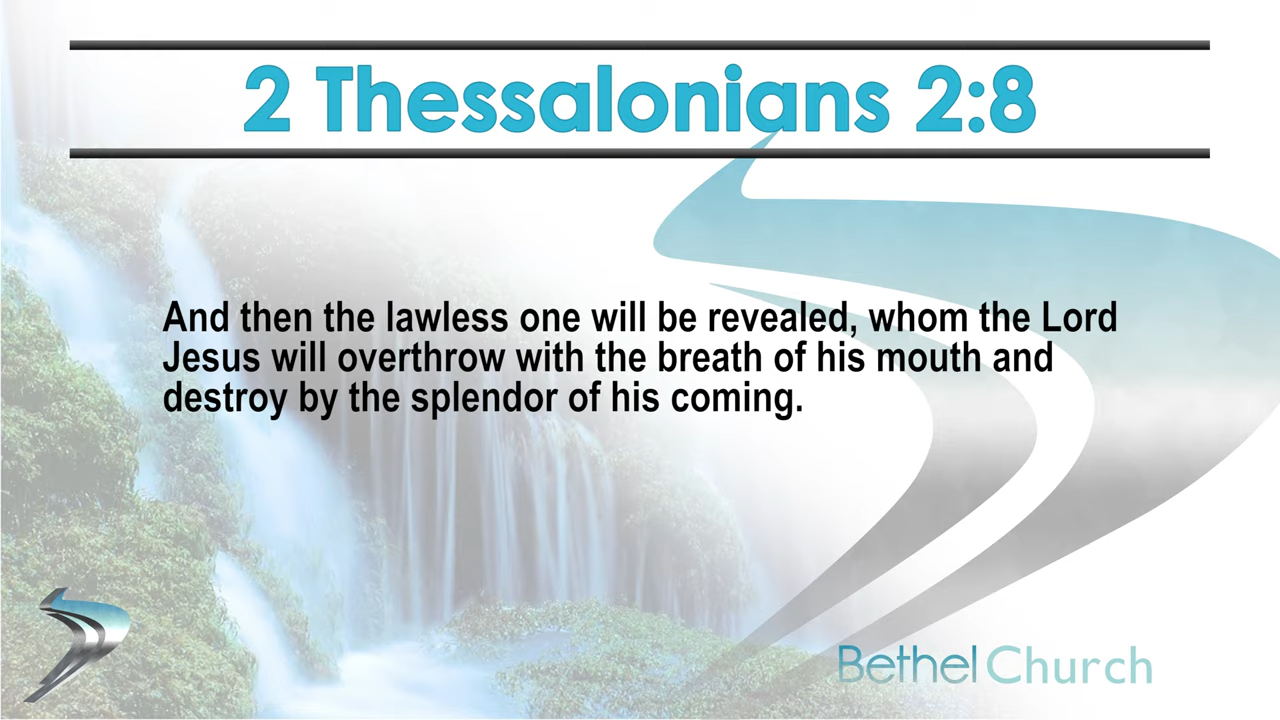 2 Thessalonians 2:8
And then the lawless one will be revealed, whom the Lord
Jesus will overthrow with the breath of his mouth and
destroy by the splendor of his coming.
Bethel Church